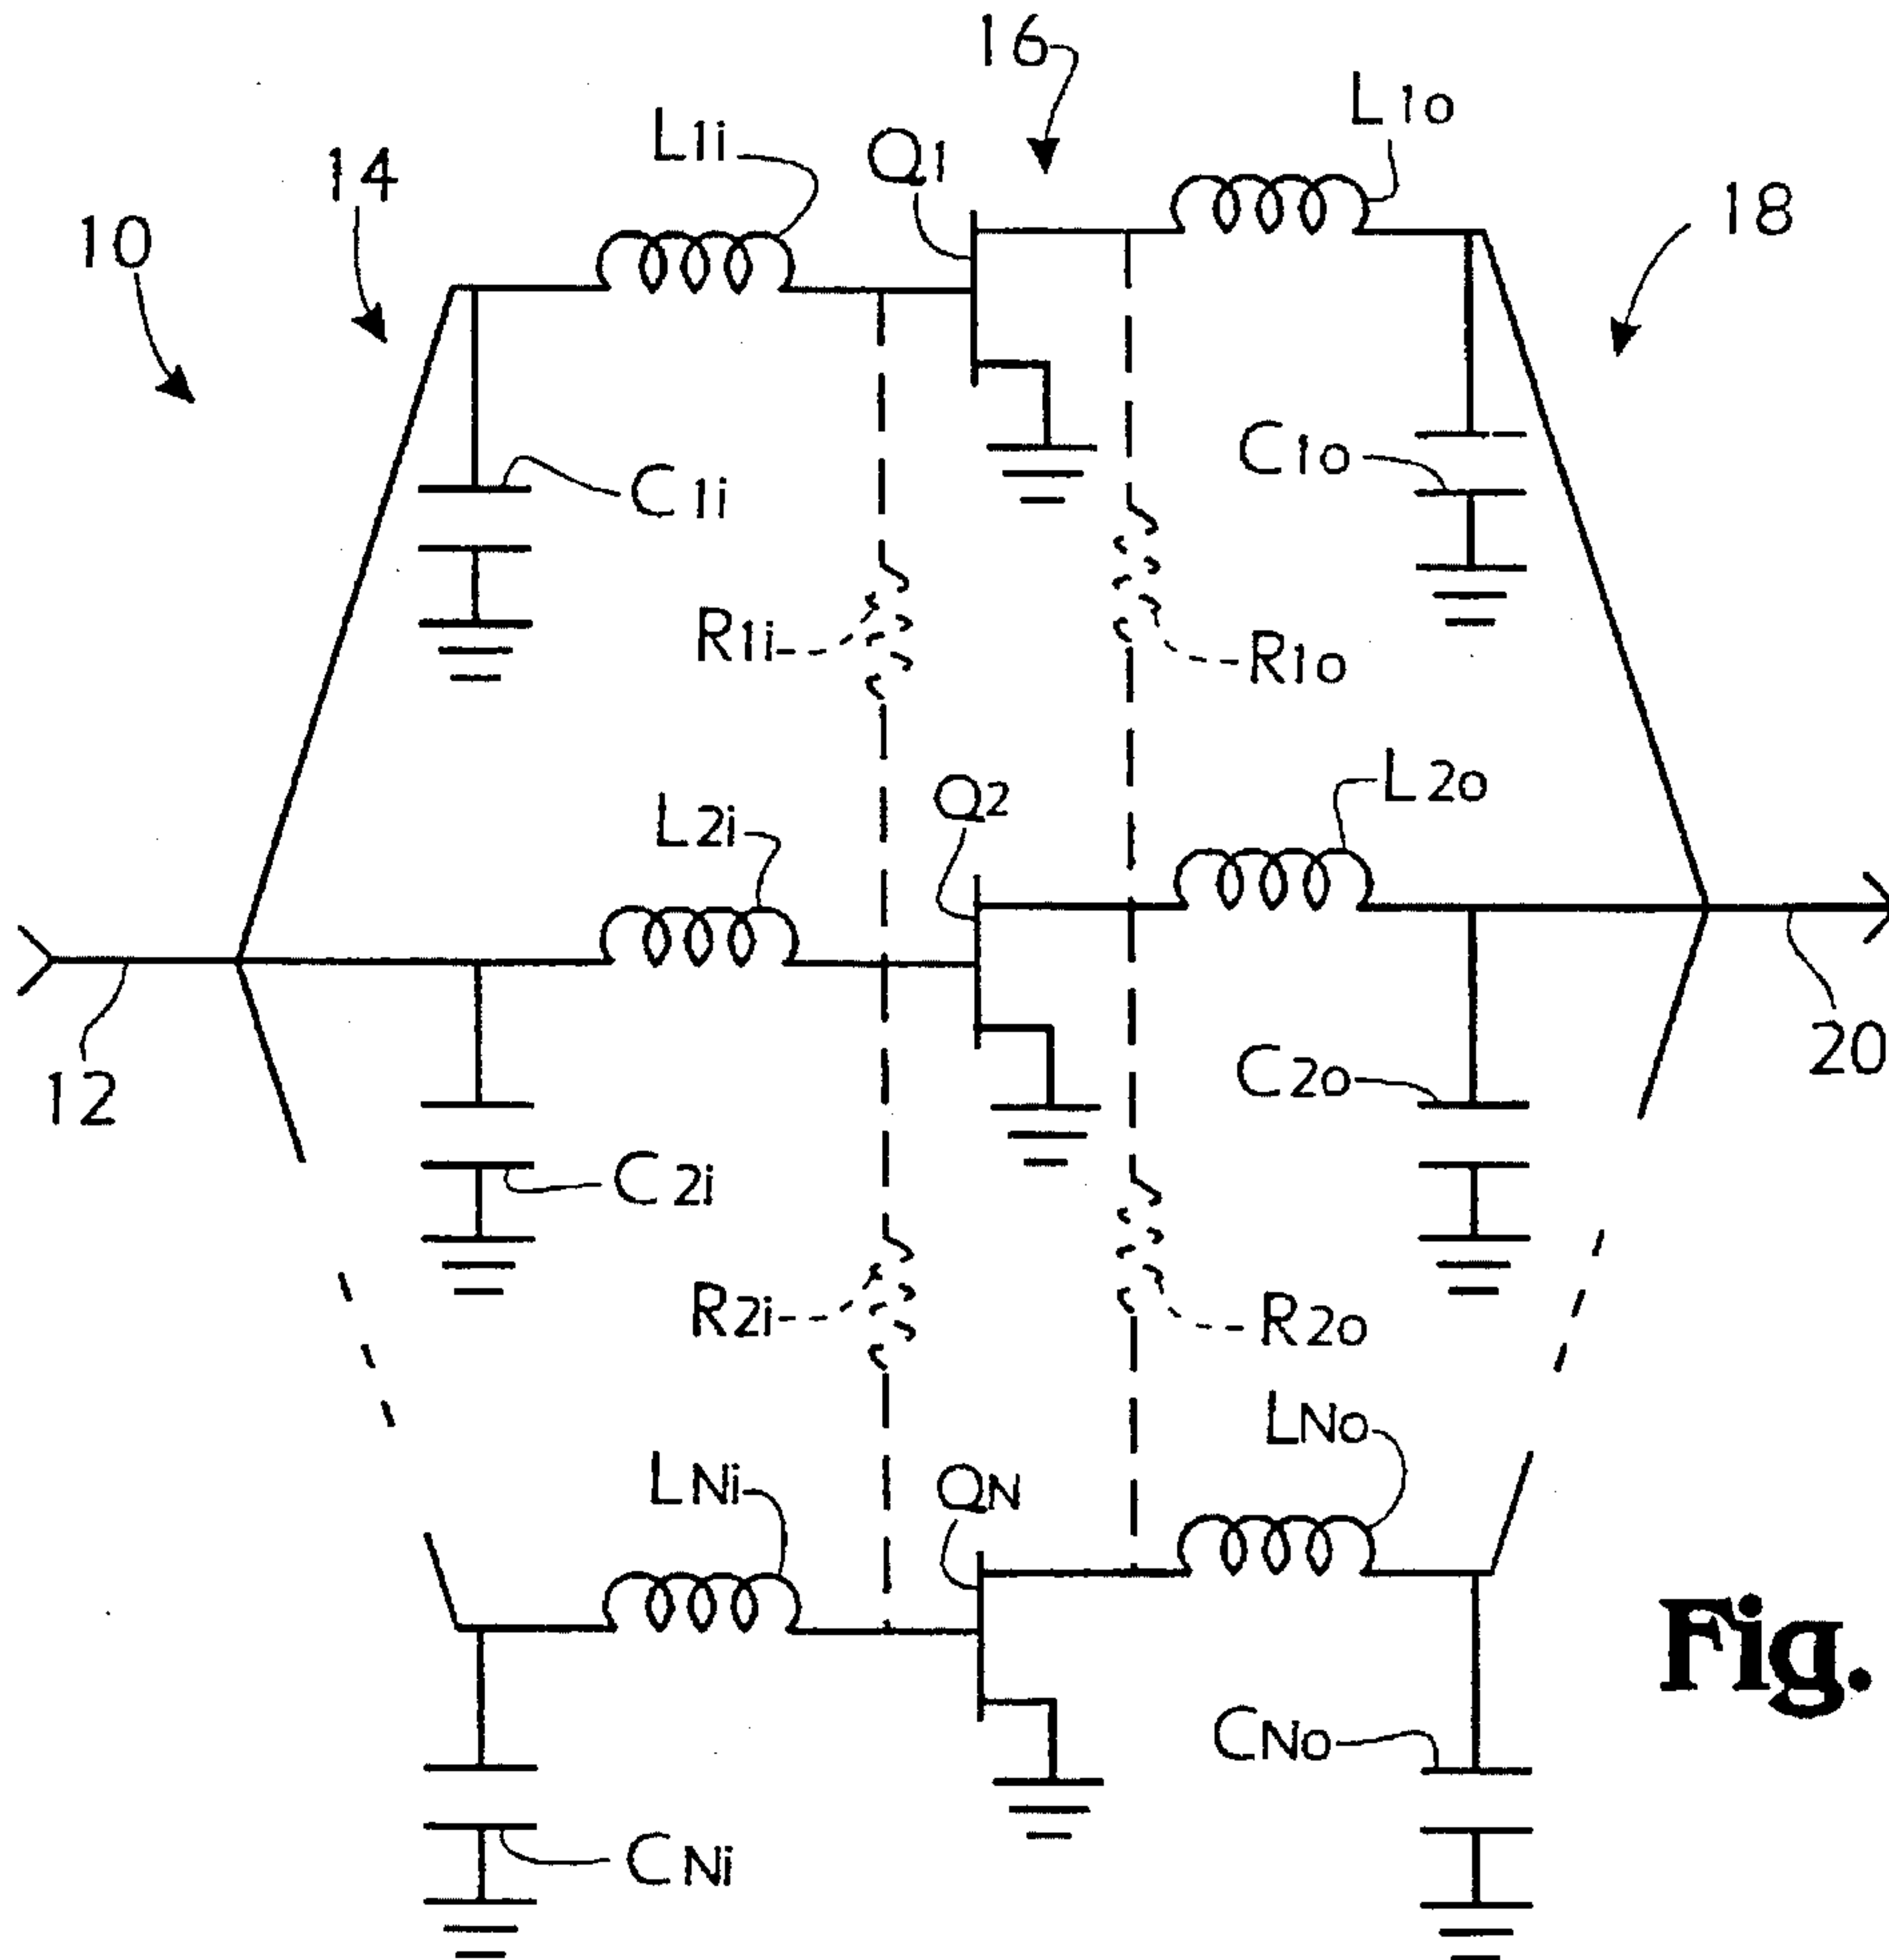 16
L1o
L1i
Q1
14
18
10
C1i
C1o
R1i
R1o
L2i
Q2
L2o
12
C2i
C2o
20
R2i
R2o
LNi
QN
LNo
CNi
CNo
Fig.